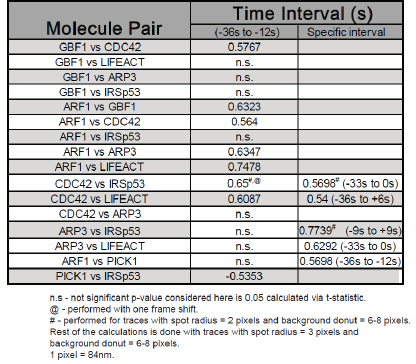 Molecule Pair Time Interval (s)
(-36s to -12s) Specific interval
GBF1 vs CDC42 0.5767
GBF1 vs LIFEACT n.s.
GBF1 vs ARP3 n.s.
GBF1 vs IRSp53 n.s.
ARF1 vs GBF1 0.6323
ARF1 vs CDC42 0.564
ARF1 vs IRSp53 n.s.
ARF1 vs ARP3 0.6347
ARF1 vs LIFEACT 0.7478
CDC42 vs IRSp53 0.65#,@ 0.5698# (-33s to 0s)
CDC42 vs LIFEACT 0.6087 0.54 (-36s to +6s)
CDC42 vs ARP3 n.s.
ARP3 vs IRSp53 n.s. 0.7739# (-9s to +9s)
ARP3 vs LIFEACT n.s. 0.6292 (-33s to 0s)
ARF1 vs PICK1 n.s. 0.5698 (-36s to -12s)
PICK1 vs IRSp53 -0.5353
n.s - not significant p-value considered here is 0.05 calculated via t-statistic.
@ - performed with one frame shift.
# - performed for traces with spot radius = 2 pixels and background donut = 6-8 pixels.
Rest of the calculations is done with traces with spot radius = 3 pixels and
background donut = 6-8 pixels.
1 pixel = 84nm.